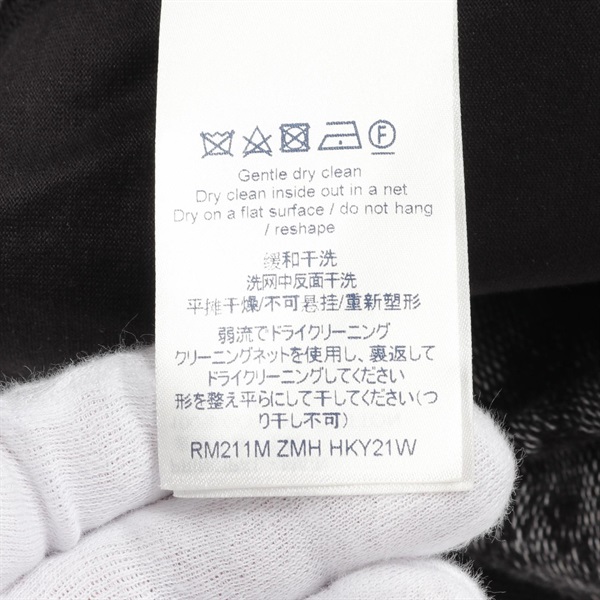 F
Gentle dry clean
Dry clean inside out in a net
Dry on a flat surface / do not hang
/ reshape
缓和干洗
洗网中反面干洗
平摊干燥/不可悬挂/重新塑形
弱流でドライクリーニング
クリーニングネットを使用し、裏返して
ドライクリーニングしてください
形を整え平らにして干してください(つ
り干し不可)
RM211M ZMH HKY21W